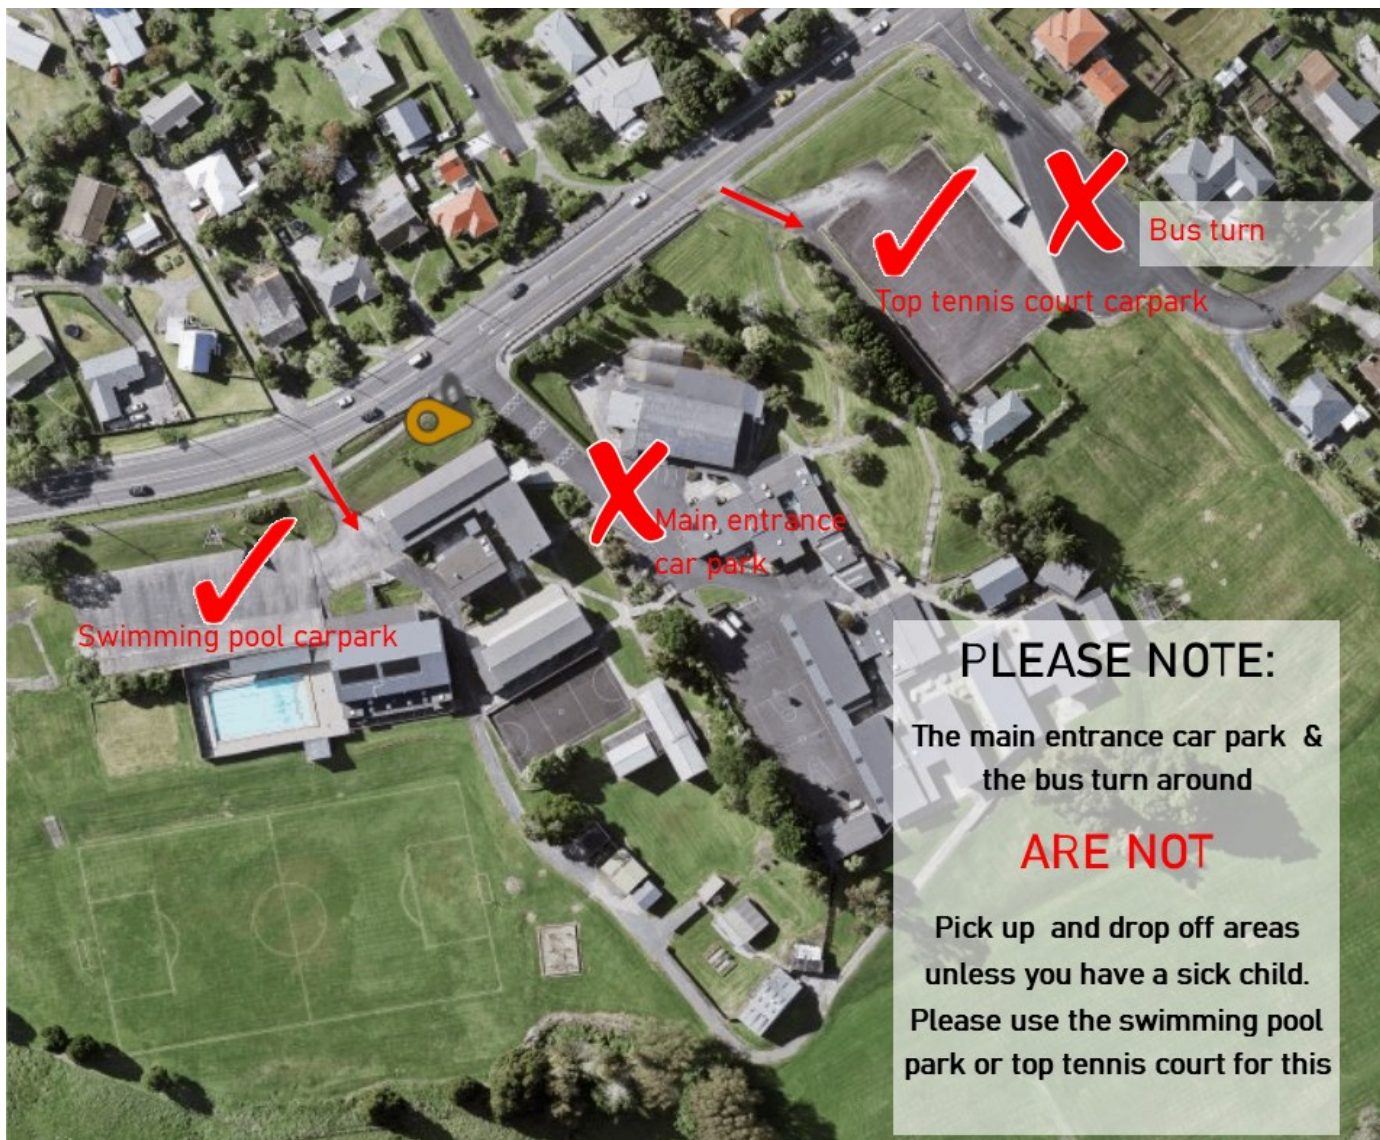 Bus turn
Top tennis court carpark
Main entrance
car park
Swimming pool carpark
PLEASE NOTE:
The main entrance car park &
the bus turn around
ARE NOT
Pick up and drop off areas
unless you have a sick child.
Please use the swimming pool
park or top tennis court for this